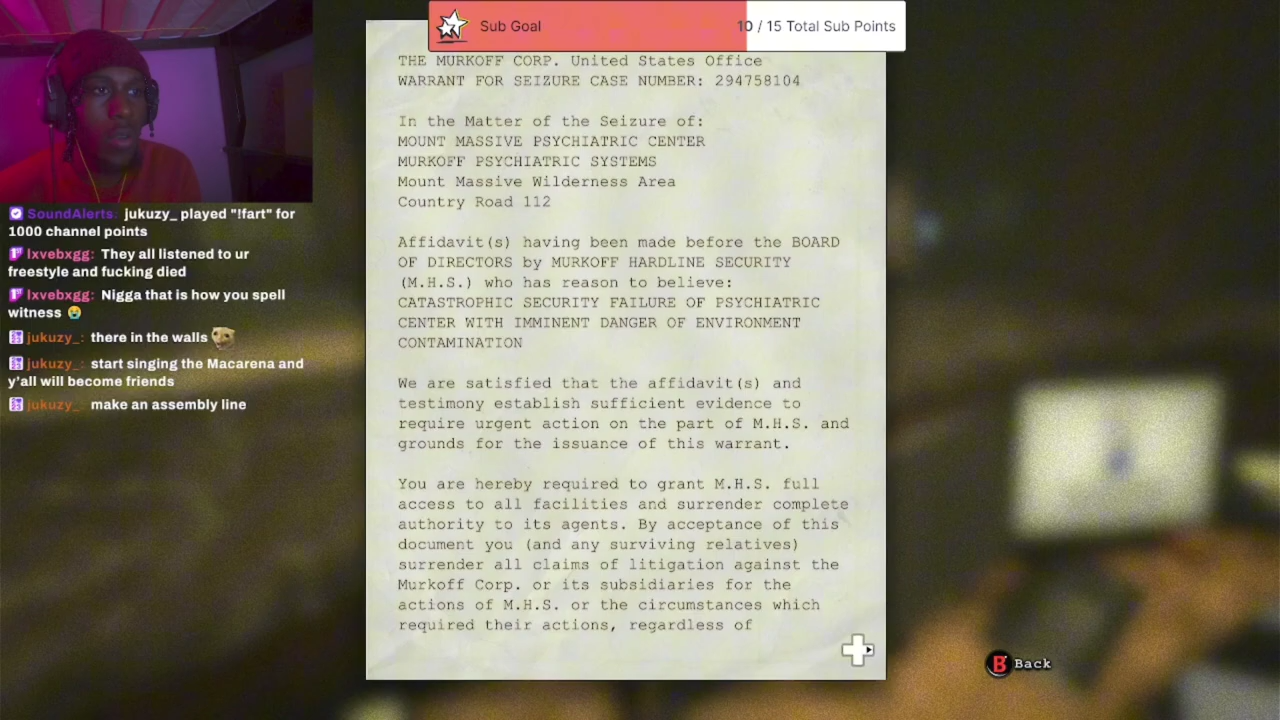 Sub Goal
10 / 15 Total Sub Points
THE MURKOFF CORP. United States Office
WARRANT FOR SEIZURE CASE NUMBER: 294758104
In the Matter of the Seizure of:
MOUNT MASSIVE PSYCHIATRIC CENTER
MURKOFF PSYCHIATRIC SYSTEMS
Mount Massive Wilderness Area
Country Road 112
Affidavit(s) having been made before the BOARD
OF DIRECTORS by MURKOFF HARDLINE SECURITY
(M.H.S.) who has reason to believe:
CATASTROPHIC SECURITY FAILURE OF PSYCHIATRIC
CENTER WITH IMMINENT DANGER OF ENVIRONMENT
CONTAMINATION
We are satisfied that the affidavit(s) and
testimony establish sufficient evidence to
require urgent action on the part of M.H.S. and
grounds for the issuance of this warrant.
You are hereby required to grant M.H.S. full
access to all facilities and surrender complete
authority to its agents. By acceptance of this
document you (and any surviving relatives)
surrender all claims of litigation against the
Murkoff Corp. or its subsidiaries for the
actions of M.H.S. or the circumstances which
required their actions, regardless of
B Back
SoundAlerts: jukuzy_ played "!fart" for
1000 channel points
lxvebxgg: They all listened to ur
freestyle and fucking died
lxvebxgg: Nigga that is how you spell
witness 😭
jukuzy_: there in the walls
jukuzy_: start singing the Macarena and
y'all will become friends
jukuzy_: make an assembly line